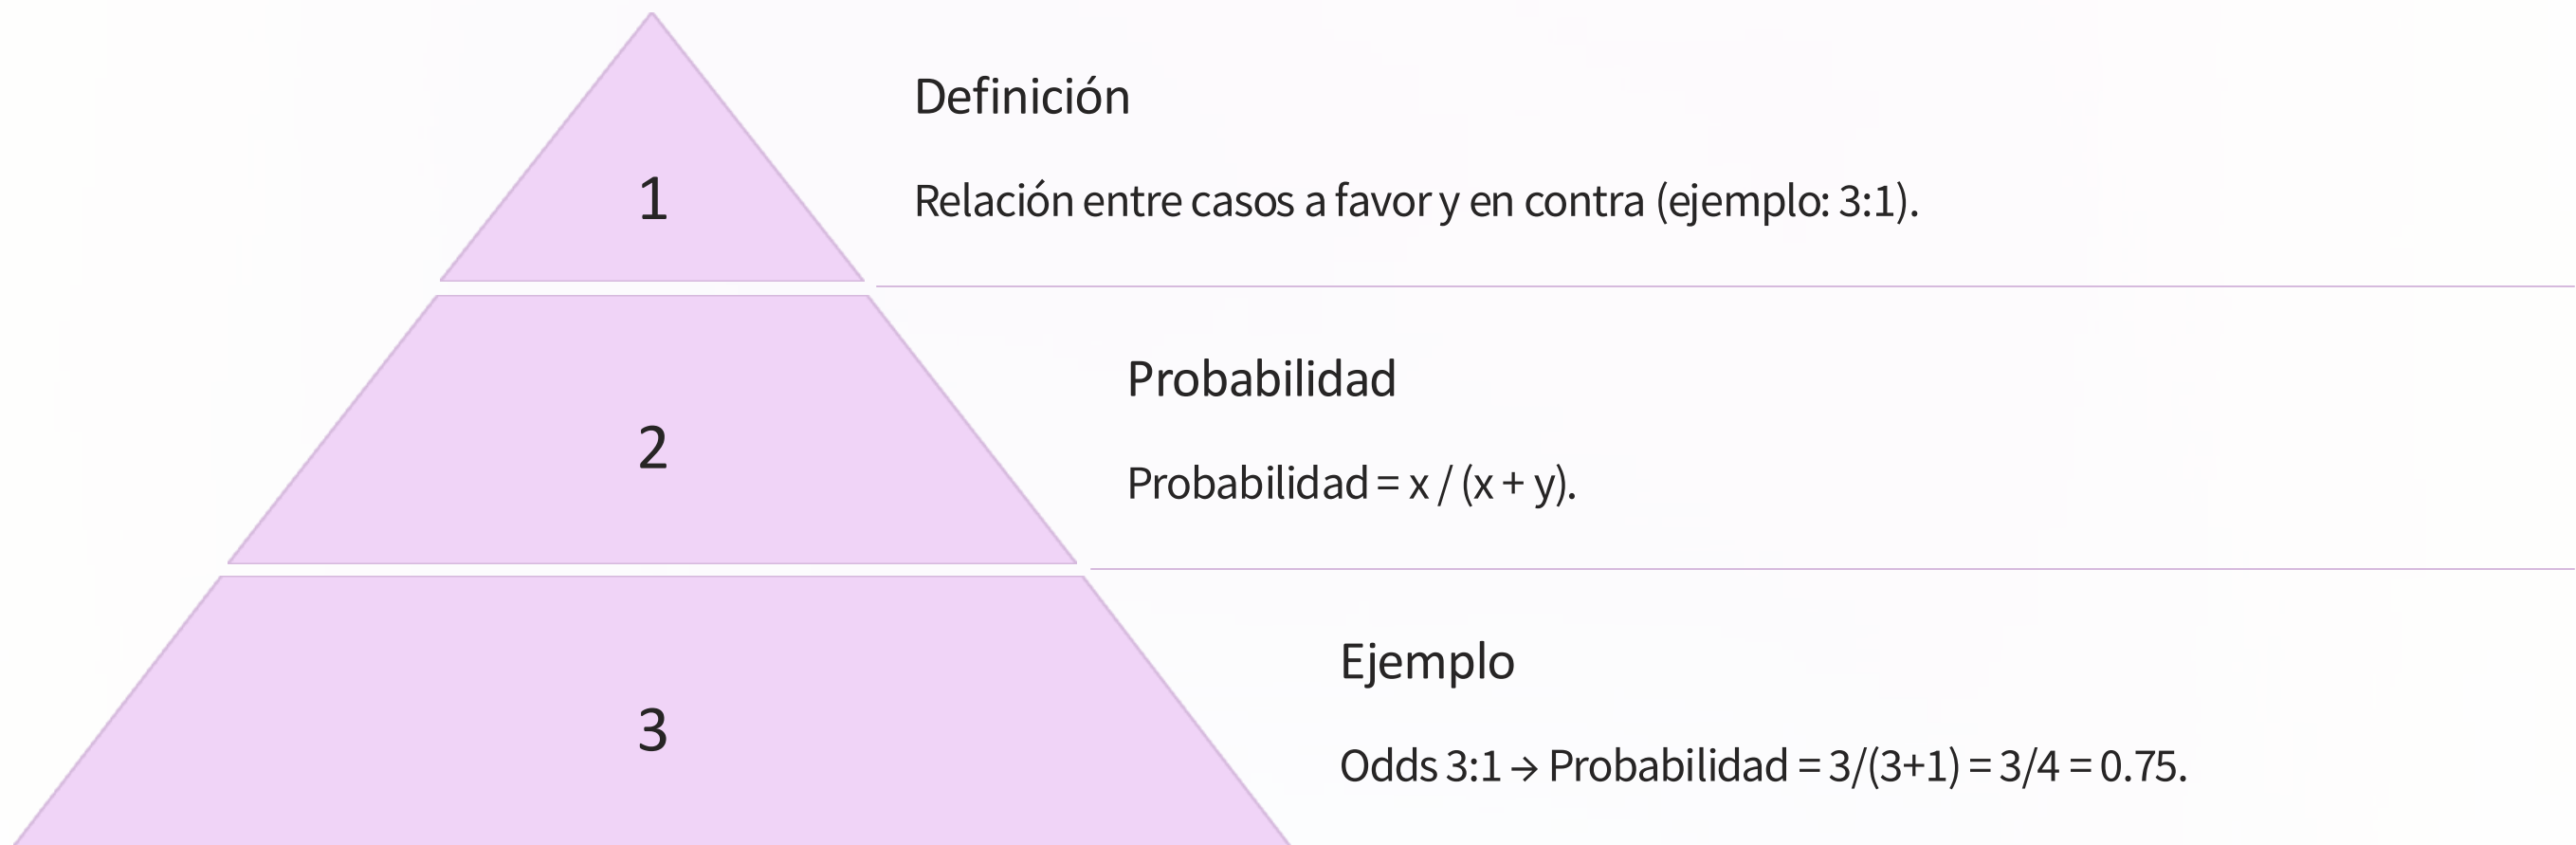 1
Definición
Relación entre casos a favor y en contra (ejemplo: 3:1).
2
Probabilidad
Probabilidad = x / (x + y).
3
Ejemplo
Odds 3:1 → Probabilidad = 3/(3+1) = 3/4 = 0.75.